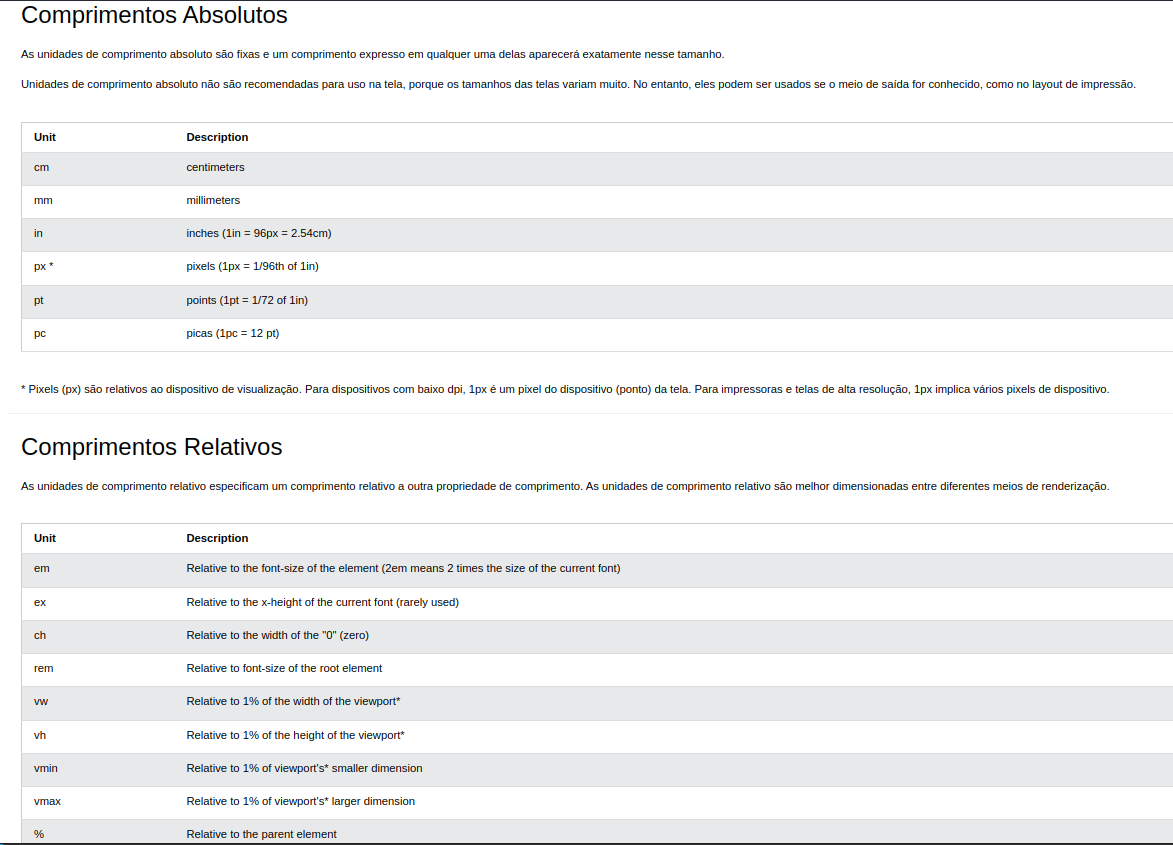 Comprimentos Absolutos
As unidades de comprimento absoluto são fixas e um comprimento expresso em qualquer uma delas aparecerá exatamente nesse tamanho.
Unidades de comprimento absoluto não são recomendadas para uso na tela, porque os tamanhos das telas variam muito. No entanto, eles podem ser usados se o meio de saída for conhecido, como no layout de impressão.
Unit Description
cm centimeters
mm millimeters
in inches (1in = 96px = 2.54cm)
px * pixels (1px = 1/96th of 1in)
pt points (1pt = 1/72 of 1in)
pc picas (1pc = 12 pt)
* Pixels (px) são relativos ao dispositivo de visualização. Para dispositivos com baixo dpi, 1px é um pixel do dispositivo (ponto) da tela. Para impressoras e telas de alta resolução, 1px implica vários pixels de dispositivo.
Comprimentos Relativos
As unidades de comprimento relativo especificam um comprimento relativo a outra propriedade de comprimento. As unidades de comprimento relativo são melhor dimensionadas entre diferentes meios de renderização.
Unit Description
em Relative to the font-size of the element (2em means 2 times the size of the current font)
ex Relative to the x-height of the current font (rarely used)
ch Relative to the width of the "0" (zero)
rem Relative to font-size of the root element
vw Relative to 1% of the width of the viewport*
vh Relative to 1% of the height of the viewport*
vmin Relative to 1% of viewport's* smaller dimension
vmax Relative to 1% of viewport's* larger dimension
% Relative to the parent element